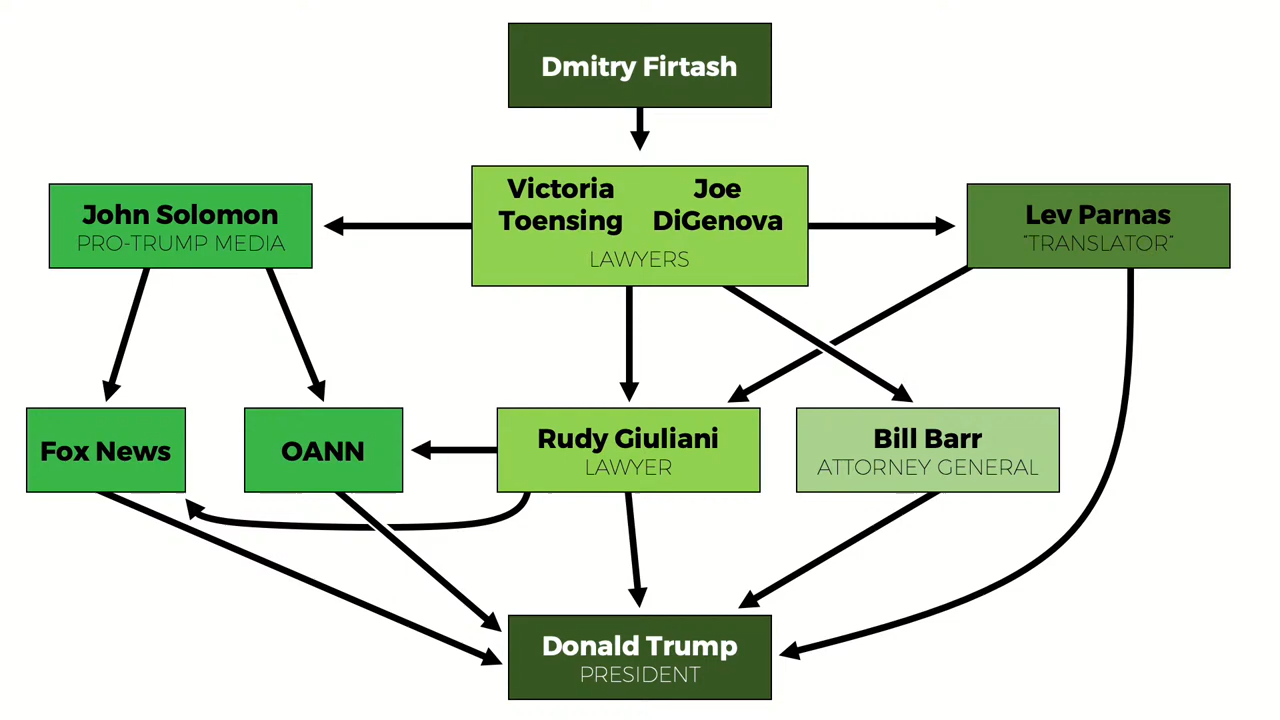 Dmitry Firtash
Victoria Toensing
Joe DiGenova
LAWYERS
John Solomon
PRO-TRUMP MEDIA
Lev Parnas
“TRANSLATOR”
Fox News
OANN
Rudy Giuliani
LAWYER
Bill Barr
ATTORNEY GENERAL
Donald Trump
PRESIDENT